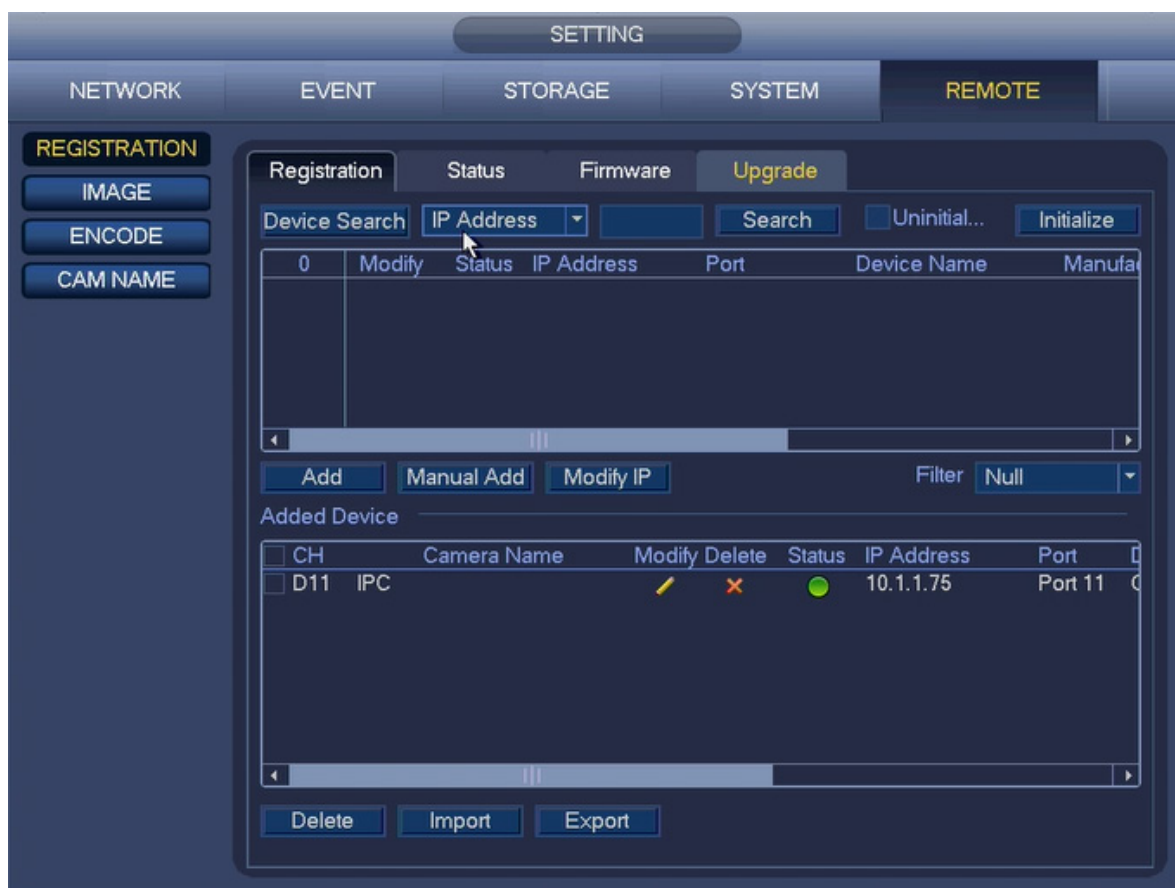 SETTING
NETWORK EVENT STORAGE SYSTEM REMOTE
REGISTRATION
IMAGE
ENCODE
CAM NAME
Registration Status Firmware Upgrade
Device Search IP Address Search Uninitial... Initialize
0 Modify Status IP Address Port Device Name Manufa
Add Manual Add Modify IP Filter Null
Added Device
CH Camera Name Modify Delete Status IP Address Port
D11 IPC 10.1.1.75 Port 11
Delete Import Export